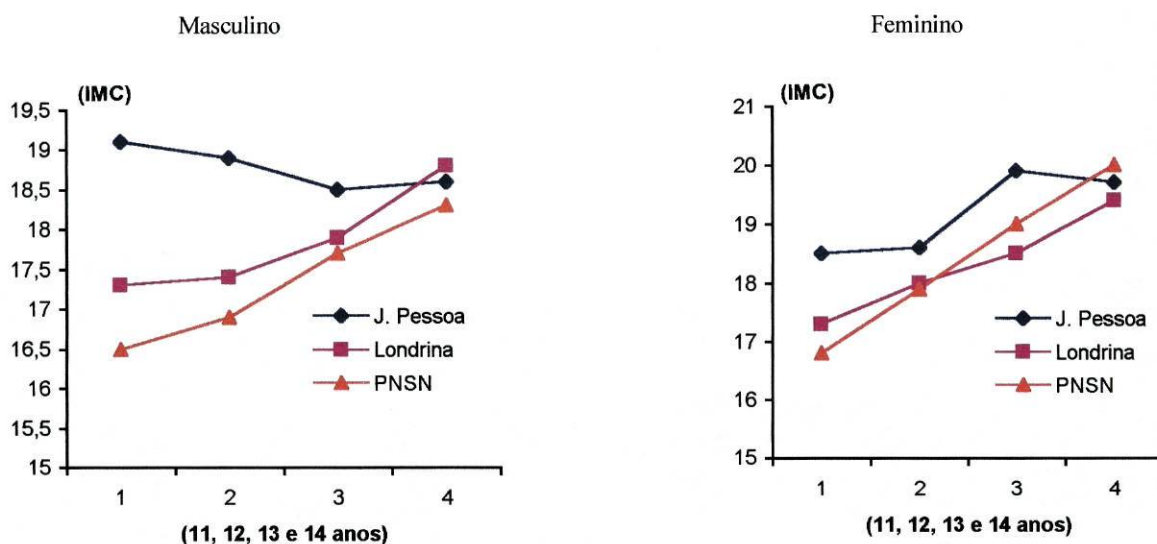 Masculino
(IMC)
19,5
19
18,5
18
17,5
17
16,5
16
15,5
15
J. Pessoa
Londrina
PNSN
1 2 3 4
(11, 12, 13 e 14 anos)
Feminino
(IMC)
21
20
19
18
17
16
15
J. Pessoa
Londrina
PNSN
1 2 3 4
(11, 12, 13 e 14 anos)